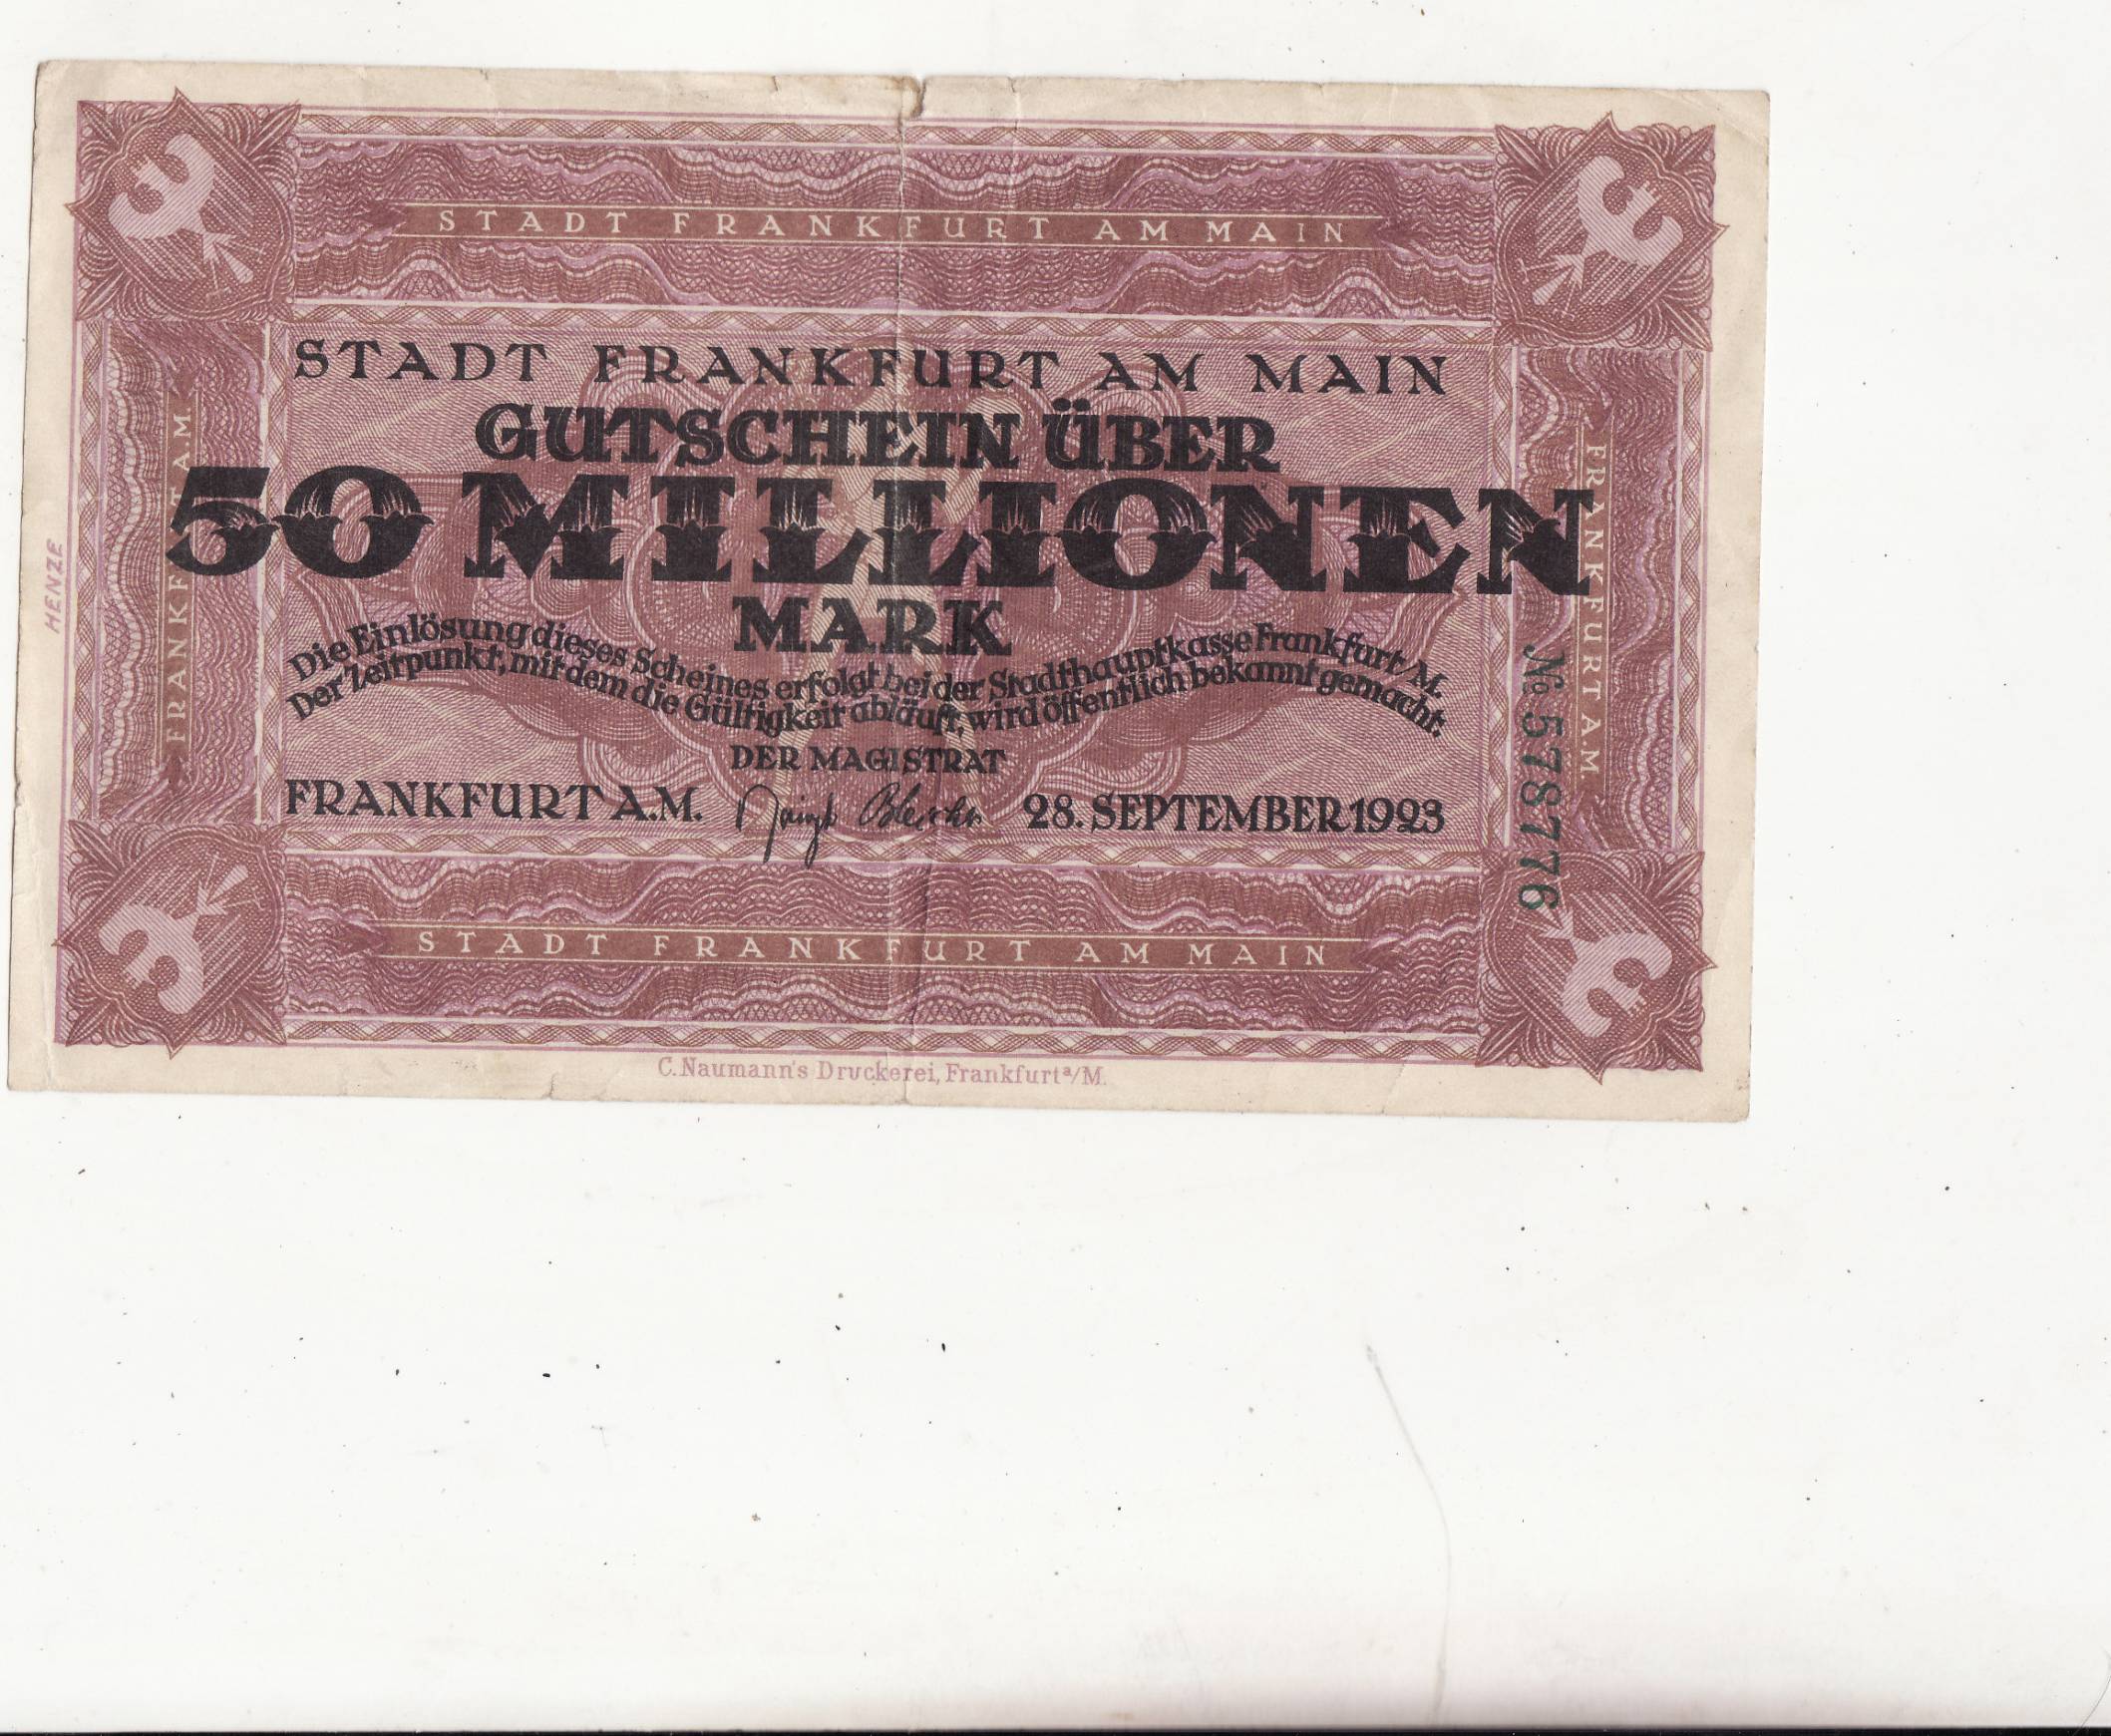 STADT FRANKFURT AM MAIN
STADT FRANKFURT AM MAIN
GUTSCHEIN ÜBER
50 MILLIONEN
MARK
Die Einlösung dieses Scheines erfolgt bei der Stadthauptkasse Frankfurt/M.
Der Zeitpunkt, mit dem die Gültigkeit abläuft, wird öffentlich bekannt gemacht.
DER MAGISTRAT
FRANKFURT A.M. 28. SEPTEMBER 1923
STADT FRANKFURT AM MAIN
C. Naumann's Druckerei, Frankfurt a/M.
HENZE
FRANKFURT A.M
FRANKFURT A.M
№ 578776